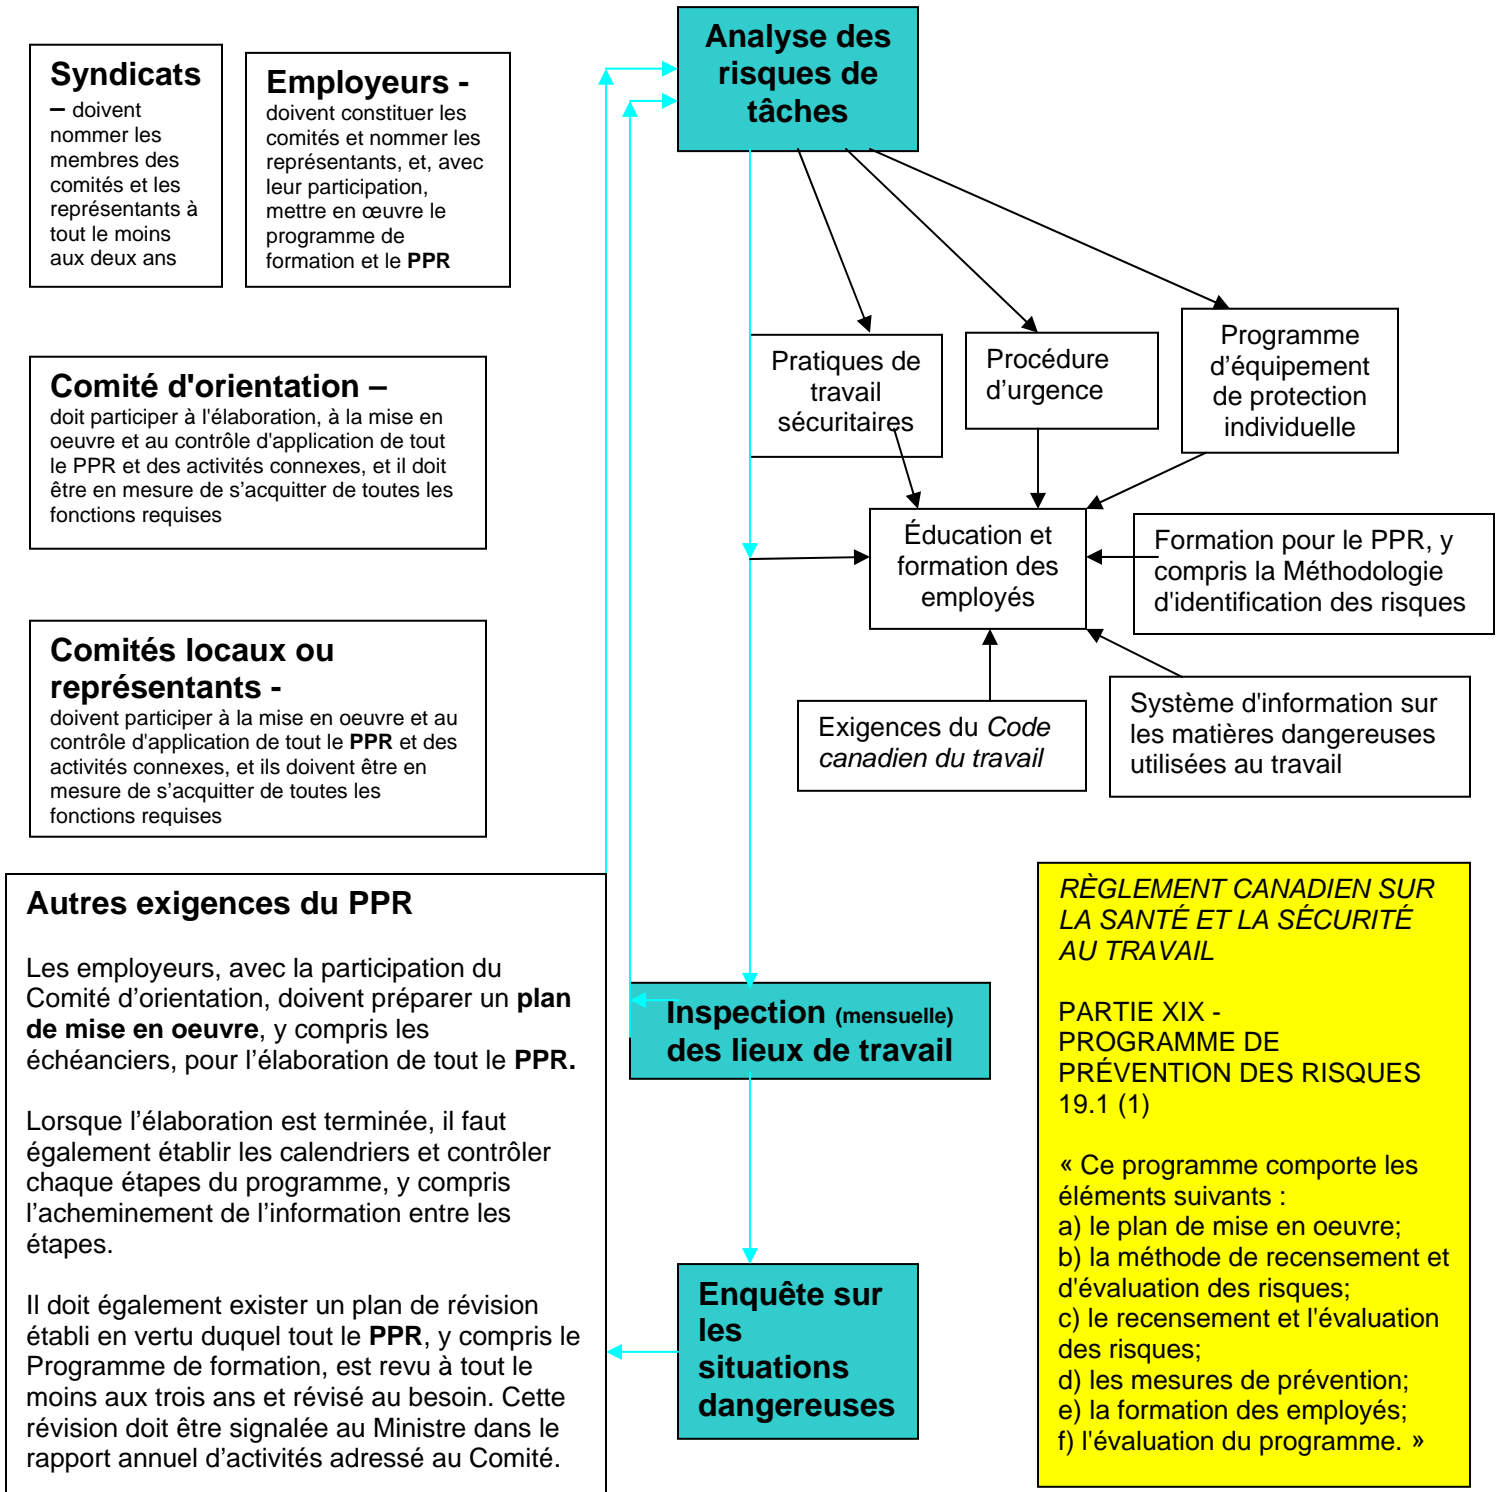 Syndicats
– doivent
nommer les
membres des
comités et les
représentants à
tout le moins
aux deux ans
Employeurs -
doivent constituer les
comités et nommer les
représentants, et, avec
leur participation,
mettre en œuvre le
programme de
formation et le PPR
Analyse des
risques de
tâches
Comité d'orientation –
doit participer à l'élaboration, à la mise en
oeuvre et au contrôle d'application de tout
le PPR et des activités connexes, et il doit
être en mesure de s’acquitter de toutes les
fonctions requises
Pratiques de
travail
sécuritaires
Procédure
d’urgence
Programme
d’équipement
de protection
individuelle
Éducation et
formation des
employés
Formation pour le PPR, y
compris la Méthodologie
d'identification des risques
Comités locaux ou
représentants -
doivent participer à la mise en oeuvre et au
contrôle d'application de tout le PPR et des
activités connexes, et ils doivent être en
mesure de s’acquitter de toutes les
fonctions requises
Exigences du Code
canadien du travail
Système d'information sur
les matières dangereuses
utilisées au travail
Autres exigences du PPR
Les employeurs, avec la participation du
Comité d’orientation, doivent préparer un plan
de mise en oeuvre, y compris les
échéanciers, pour l’élaboration de tout le PPR.
Lorsque l’élaboration est terminée, il faut
également établir les calendriers et contrôler
chaque étapes du programme, y compris
l’acheminement de l’information entre les
étapes.
Il doit également exister un plan de révision
établi en vertu duquel tout le PPR, y compris le
Programme de formation, est revu à tout le
moins aux trois ans et révisé au besoin. Cette
révision doit être signalée au Ministre dans le
rapport annuel d’activités adressé au Comité.
Inspection (mensuelle)
des lieux de travail
Enquête sur
les
situations
dangereuses
RÈGLEMENT CANADIEN SUR
LA SANTÉ ET LA SÉCURITÉ
AU TRAVAIL
PARTIE XIX -
PROGRAMME DE
PRÉVENTION DES RISQUES
19.1 (1)
« Ce programme comporte les
éléments suivants :
a) le plan de mise en oeuvre;
b) la méthode de recensement et
d'évaluation des risques;
c) le recensement et l'évaluation
des risques;
d) les mesures de prévention;
e) la formation des employés;
f) l'évaluation du programme. »